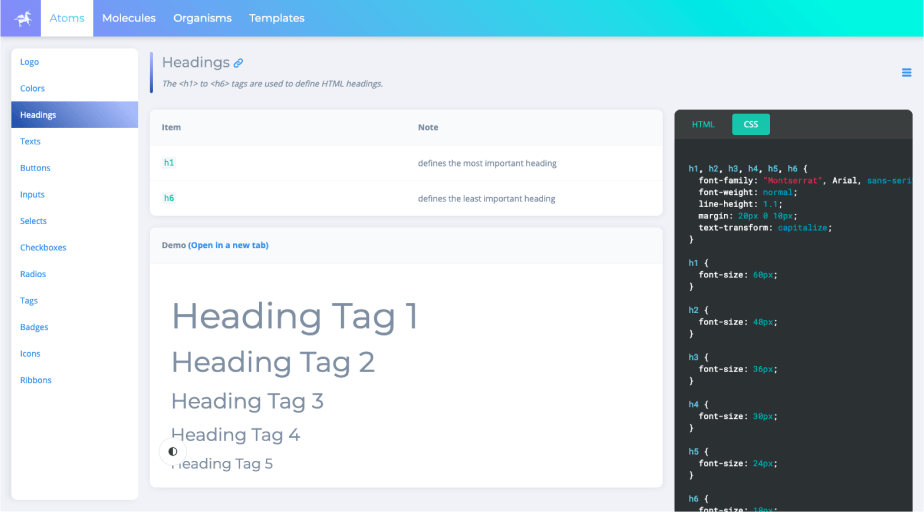 Atoms
Molecules
Organisms
Templates
Logo
Colors
Headings
Texts
Buttons
Inputs
Selects
Checkboxes
Radios
Tags
Badges
Icons
Ribbons
Headings
The <h1> to <h6> tags are used to define HTML headings.
Item Note
h1 defines the most important heading
h6 defines the least important heading
Demo (Open in a new tab)
Heading Tag 1
Heading Tag 2
Heading Tag 3
Heading Tag 4
Heading Tag 5
HTML CSS
h1, h2, h3, h4, h5, h6 {
font-family: "Montserrat", Arial, sans-seri
font-weight: normal;
line-height: 1.1;
margin: 20px 0 10px;
text-transform: capitalize;
}
h1 {
font-size: 60px;
}
h2 {
font-size: 48px;
}
h3 {
font-size: 36px;
}
h4 {
font-size: 30px;
}
h5 {
font-size: 24px;
}
h6 {
font-size: 18px;